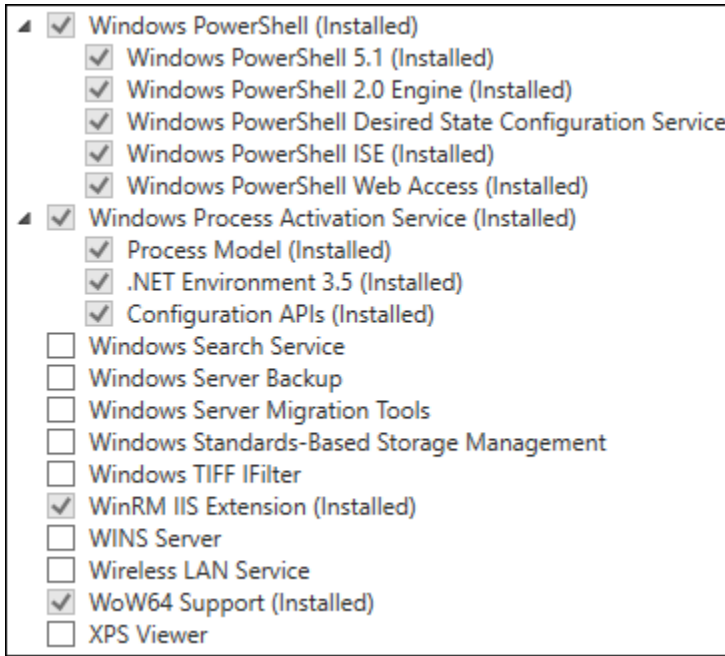 Windows PowerShell (Installed)
Windows PowerShell 5.1 (Installed)
Windows PowerShell 2.0 Engine (Installed)
Windows PowerShell Desired State Configuration Service
Windows PowerShell ISE (Installed)
Windows PowerShell Web Access (Installed)
Windows Process Activation Service (Installed)
Process Model (Installed)
.NET Environment 3.5 (Installed)
Configuration APIs (Installed)
Windows Search Service
Windows Server Backup
Windows Server Migration Tools
Windows Standards-Based Storage Management
Windows TIFF IFilter
WinRM IIS Extension (Installed)
WINS Server
Wireless LAN Service
WoW64 Support (Installed)
XPS Viewer